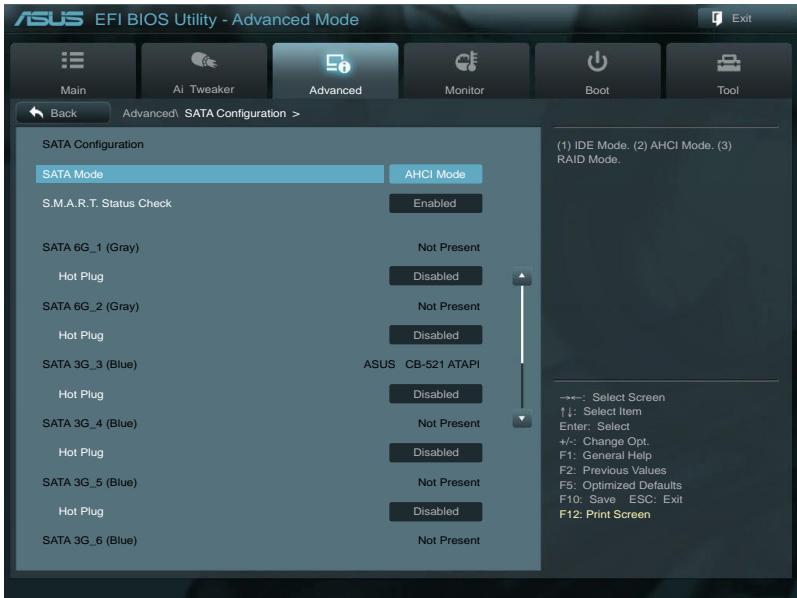 ASUS EFI BIOS Utility - Advanced Mode
Exit
Main Ai Tweaker Advanced Monitor Boot Tool
Back Advanced\ SATA Configuration >
SATA Configuration
SATA Mode AHCI Mode
S.M.A.R.T. Status Check Enabled
SATA 6G_1 (Gray) Not Present
Hot Plug Disabled
SATA 6G_2 (Gray) Not Present
Hot Plug Disabled
SATA 3G_3 (Blue) ASUS CB-521 ATAPI
Hot Plug Disabled
SATA 3G_4 (Blue) Not Present
Hot Plug Disabled
SATA 3G_5 (Blue) Not Present
Hot Plug Disabled
SATA 3G_6 (Blue) Not Present
(1) IDE Mode. (2) AHCI Mode. (3)
RAID Mode.
→←: Select Screen
↑↓: Select Item
Enter: Select
+/-: Change Opt.
F1: General Help
F2: Previous Values
F5: Optimized Defaults
F10: Save ESC: Exit
F12: Print Screen